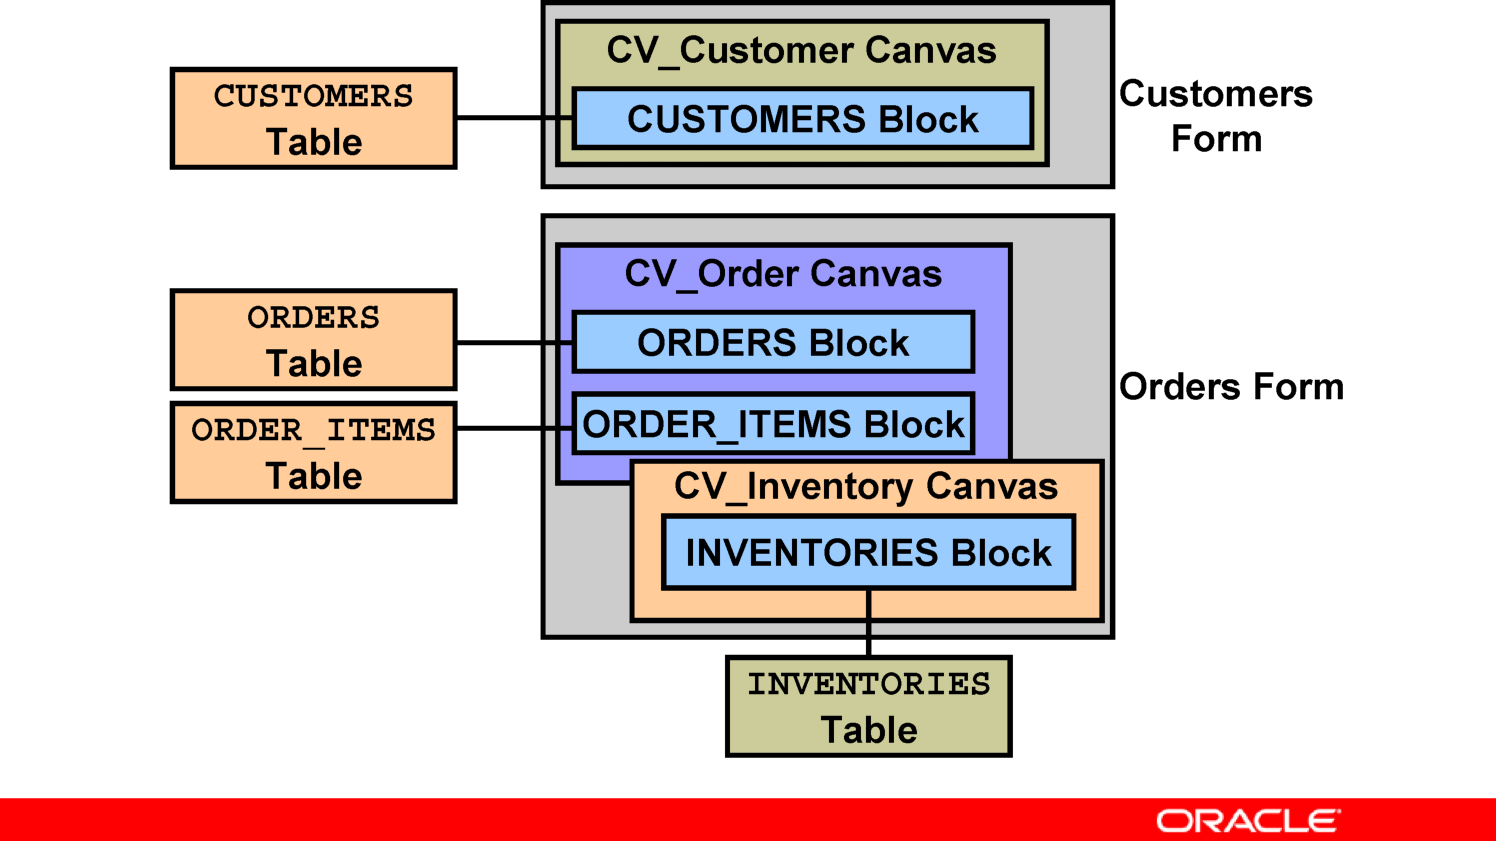 CV_Customer Canvas
CUSTOMERS
Table
CUSTOMERS Block
Customers
Form
CV_Order Canvas
ORDERS
Table
ORDERS Block
Orders Form
ORDER_ITEMS
Table
ORDER_ITEMS Block
CV_Inventory Canvas
INVENTORIES Block
INVENTORIES
Table
ORACLE